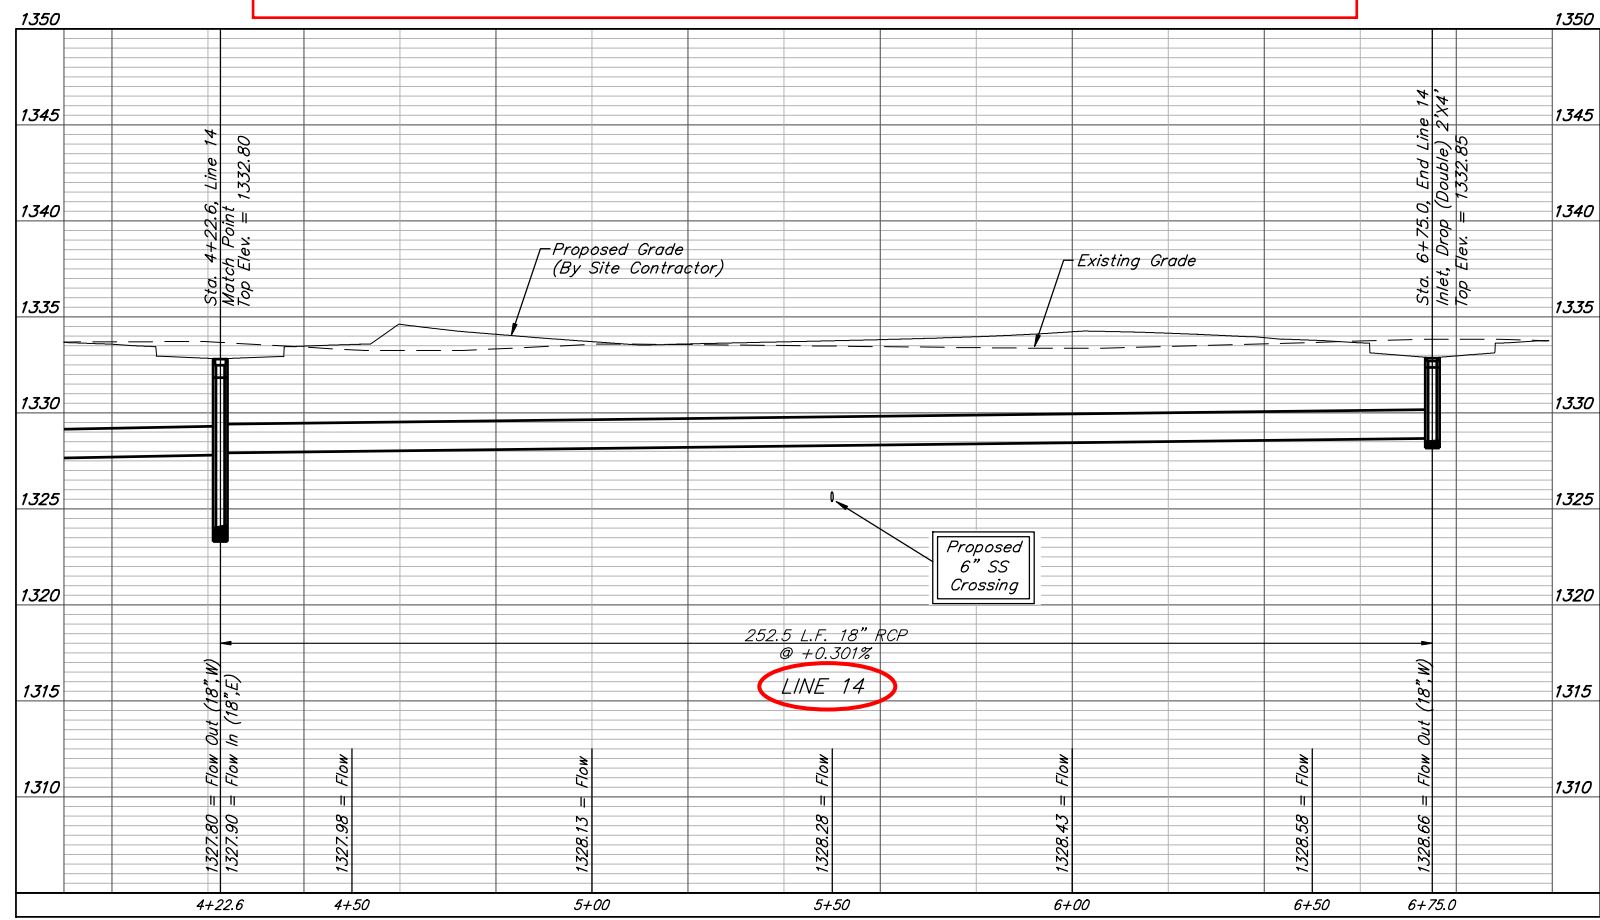 1350
1350
1345
1345
1340
1340
1335
1335
1330
1330
1325
1325
1320
1320
1315
1315
1310
1310
Sta. 4+22.6, Line 14
Match Point
Top Elev. = 1332.80
Proposed Grade
(By Site Contractor)
Existing Grade
Sta. 6+75.0, End Line 14
Inlet, Drop (Double) 2'X4'
Top Elev. = 1332.85
Proposed
6" SS
Crossing
252.5 L.F. 18" RCP
@ +0.301%
LINE 14
1327.80 = Flow Out (18",W)
1327.90 = Flow In (18",E)
1327.98 = Flow
1328.13 = Flow
1328.28 = Flow
1328.43 = Flow
1328.58 = Flow
1328.66 = Flow Out (18",W)
4+22.6
4+50
5+00
5+50
6+00
6+50
6+75.0